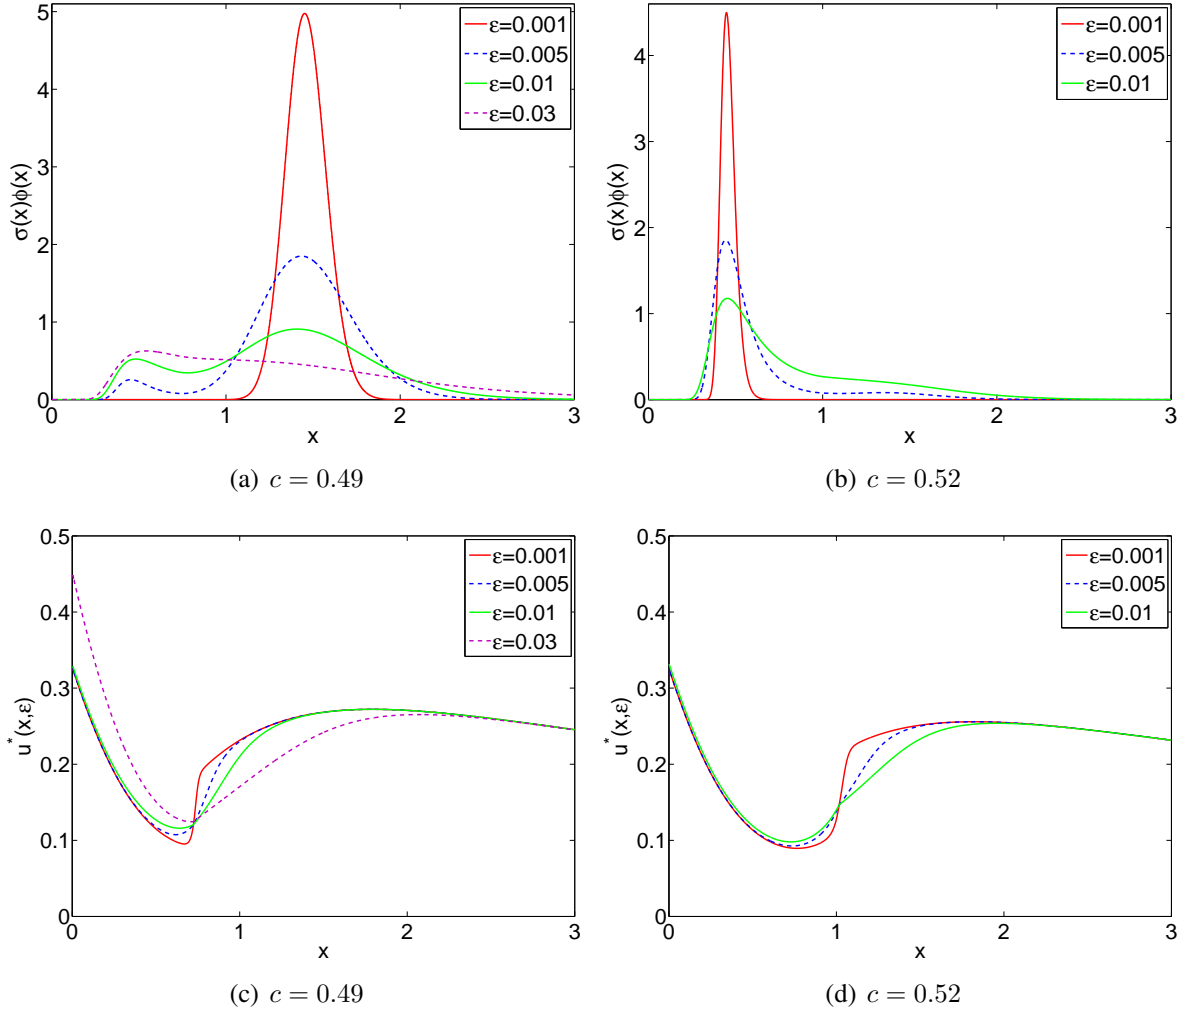 5
4
3
2
1
0
0
1
2
3
σ(x)ϕ(x)
x
ε=0.001
ε=0.005
ε=0.01
ε=0.03
(a) c = 0.49
4
3
2
1
0
0
1
2
3
σ(x)ϕ(x)
x
ε=0.001
ε=0.005
ε=0.01
(b) c = 0.52
0.5
0.4
0.3
0.2
0.1
0
0
1
2
3
u*(x,ε)
x
ε=0.001
ε=0.005
ε=0.01
ε=0.03
(c) c = 0.49
0.5
0.4
0.3
0.2
0.1
0
0
1
2
3
u*(x,ε)
x
ε=0.001
ε=0.005
ε=0.01
(d) c = 0.52